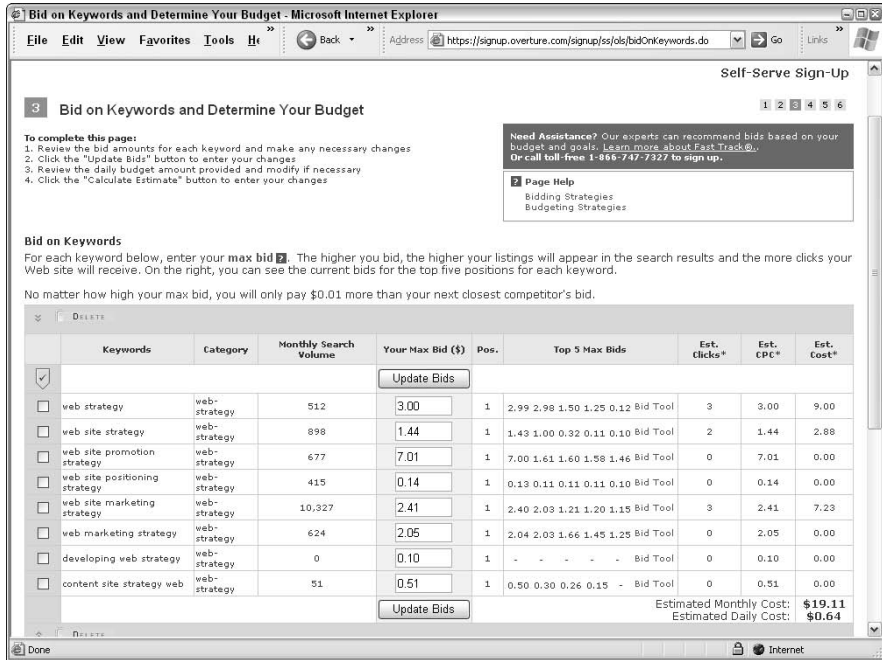 Bid on Keywords and Determine Your Budget - Microsoft Internet Explorer
File Edit View Favorites Tools He » Back » Address https://signup.overture.com/signup/ss/ols/bidOnKeywords.do Go Links »
Self-Serve Sign-Up
3 Bid on Keywords and Determine Your Budget
1 2 3 4 5 6
To complete this page:
1. Review the bid amounts for each keyword and make any necessary changes
2. Click the "Update Bids" button to enter your changes
3. Review the daily budget amount provided and modify if necessary
4. Click the "Calculate Estimate" button to enter your changes
Need Assistance? Our experts can recommend bids based on your
budget and goals. Learn more about Fast Track®.
Or call toll-free 1-866-747-7327 to sign up.
? Page Help
Bidding Strategies
Budgeting Strategies
Bid on Keywords
For each keyword below, enter your max bid ?. The higher you bid, the higher your listings will appear in the search results and the more clicks your
Web site will receive. On the right, you can see the current bids for the top five positions for each keyword.
No matter how high your max bid, you will only pay $0.01 more than your next closest competitor's bid.
DELETE
Keywords Category Monthly Search Volume Your Max Bid ($) Pos. Top 5 Max Bids Est. Clicks* Est. CPC* Est. Cost*
Update Bids
web strategy web-strategy 512 3.00 1 2.99 2.98 1.50 1.25 0.12 Bid Tool 3 3.00 9.00
web site strategy web-strategy 898 1.44 1 1.43 1.00 0.32 0.11 0.10 Bid Tool 2 1.44 2.88
web site promotion strategy web-strategy 677 7.01 1 7.00 1.61 1.60 1.58 1.46 Bid Tool 0 7.01 0.00
web site positioning strategy web-strategy 415 0.14 1 0.13 0.11 0.11 0.11 0.10 Bid Tool 0 0.14 0.00
web site marketing strategy web-strategy 10,327 2.41 1 2.40 2.03 1.21 1.20 1.15 Bid Tool 3 2.41 7.23
web marketing strategy web-strategy 624 2.05 1 2.04 2.03 1.66 1.45 1.25 Bid Tool 0 2.05 0.00
developing web strategy web-strategy 0 0.10 1 - - - - - Bid Tool 0 0.10 0.00
content site strategy web web-strategy 51 0.51 1 0.50 0.30 0.26 0.15 - Bid Tool 0 0.51 0.00
Update Bids
Estimated Monthly Cost: $19.11
Estimated Daily Cost: $0.64
DELETE
Done Internet